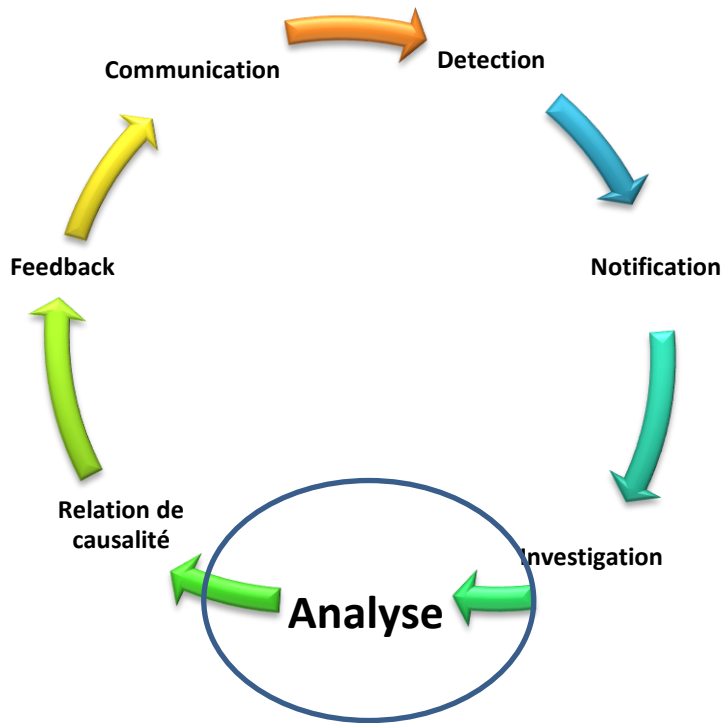 Communication
Detection
Feedback
Notification
Relation de
causalité
Investigation
Analyse